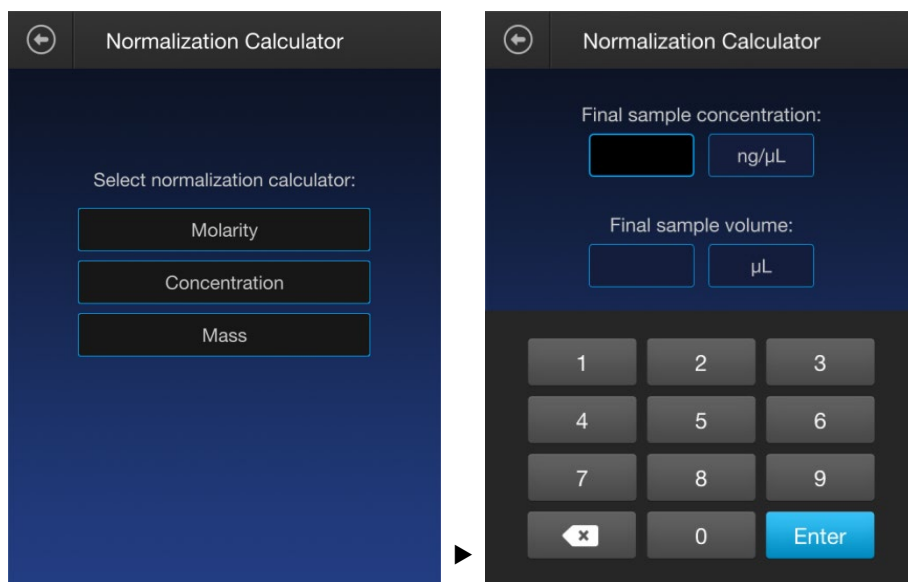 Normalization Calculator
Select normalization calculator:
Molarity
Concentration
Mass
Normalization Calculator
Final sample concentration:
ng/µL
Final sample volume:
µL
1 2 3
4 5 6
7 8 9
0 Enter